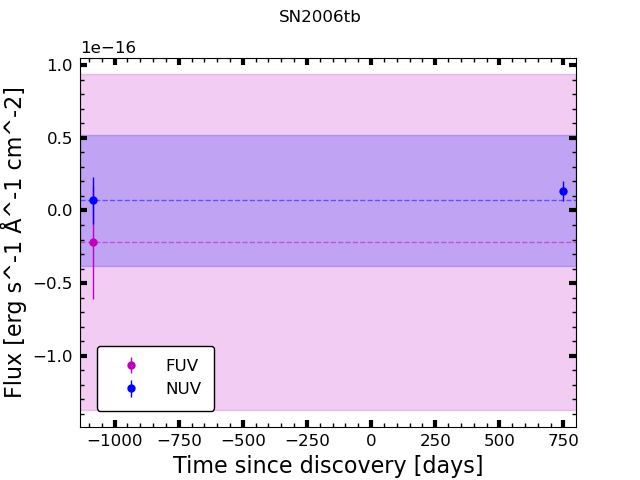 SN2006tb
1e−16
1.0
0.5
0.0
−0.5
−1.0
Flux [erg s^-1 Å^-1 cm^-2]
FUV
NUV
−1000 −750 −500 −250 0 250 500 750
Time since discovery [days]